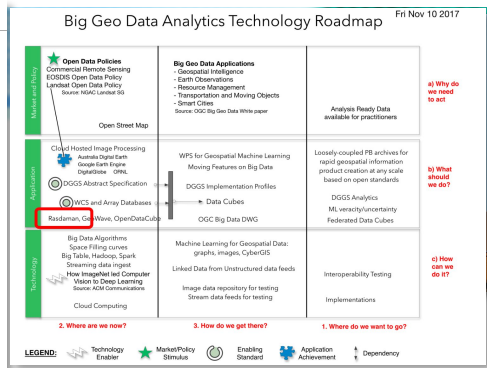 Big Geo Data Analytics Technology Roadmap
Fri Nov 10 2017
Market and Policy
Open Data Policies
Commercial Remote Sensing
EOSDIS Open Data Policy
Landsat Open Data Policy
Source: NGAC Landsat SG
Open Street Map
Big Geo Data Applications
- Geospatial Intelligence
- Earth Observations
- Resource Management
- Transportation and Moving Objects
- Smart Cities
Source: OGC Big Geo Data White paper
Analysis Ready Data
available for practitioners
a) Why do
we need
to act
Application
Cloud Hosted Image Processing
Australia Digital Earth
Google Earth Engine
DigitalGlobe ORNL
DGGS Abstract Specification
WCS and Array Databases
Rasdaman, GeoWave, OpenDataCube
WPS for Geospatial Machine Learning
Moving Features on Big Data
DGGS Implementation Profiles
Data Cubes
OGC Big Data DWG
Loosely-coupled PB archives for
rapid geospatial information
product creation at any scale
based on open standards
DGGS Analytics
ML veracity/uncertainty
Federated Data Cubes
b) What
should
we do?
Technology
Big Data Algorithms
Space Filling curves
Big Table, Hadoop, Spark
Streaming data ingest
How ImageNet led Computer
Vision to Deep Learning
Source: ACM Communications
Cloud Computing
Machine Learning for Geospatial Data:
graphs, images, CyberGIS
Linked Data from Unstructured data feeds
Image data repository for testing
Stream data feeds for testing
Interoperability Testing
Implementations
c) How
can we
do it?
2. Where are we now?
3. How do we get there?
1. Where do we want to go?
LEGEND:
Technology
Enabler
Market/Policy
Stimulus
Enabling
Standard
Application
Achievement
Dependency